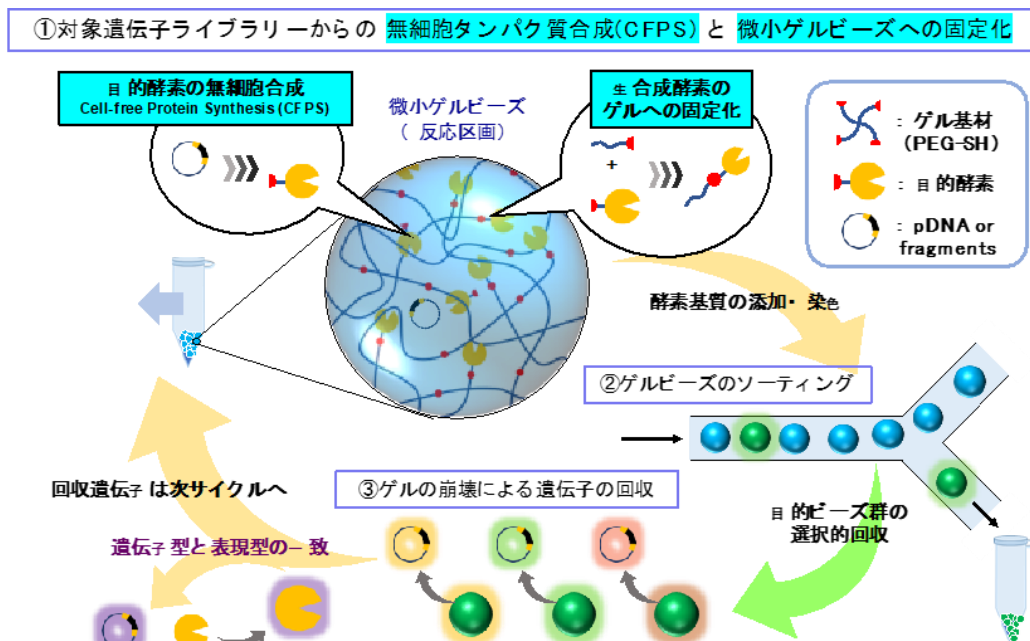 ①対象遺伝子ライブラリーからの 無細胞タンパク質合成(CFPS) と 微小ゲルビーズへの固定化
目的酵素の無細胞合成
Cell-free Protein Synthesis (CFPS)
微小ゲルビーズ
(反応区画)
生合成酵素の
ゲルへの固定化
+
: ゲル基材
(PEG-SH)
: 目的酵素
: pDNA or
fragments
酵素基質の添加・染色
②ゲルビーズのソーティング
目的ビーズ群の
選択的回収
③ゲルの崩壊による遺伝子の回収
回収遺伝子は次サイクルへ
遺伝子型と表現型の一致